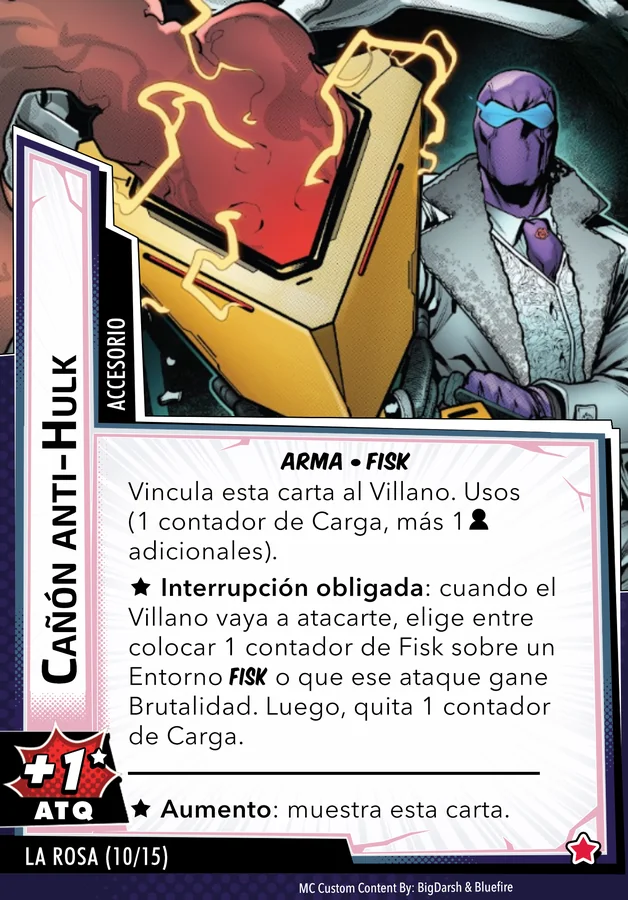 CAÑÓN ANTI-HULK
ACCESORIO
ARMA • FISK
Vincula esta carta al Villano. Usos
(1 contador de Carga, más 1
adicionales).
★ Interrupción obligada: cuando el
Villano vaya a atacarte, elige entre
colocar 1 contador de Fisk sobre un
Entorno FISK o que ese ataque gane
Brutalidad. Luego, quita 1 contador
de Carga.
+1★
ATQ
★ Aumento: muestra esta carta.
LA ROSA (10/15)
MC Custom Content By: BigDarsh & Bluefire